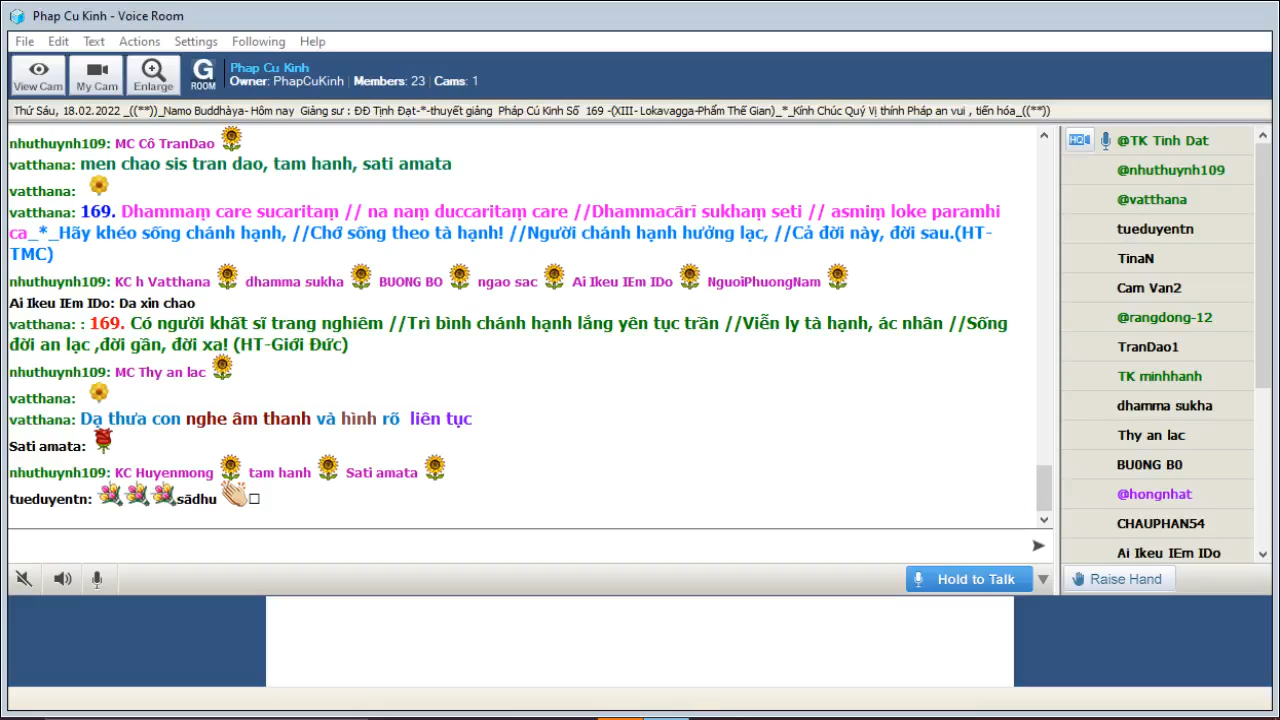 Phap Cu Kinh - Voice Room
File Edit Text Actions Settings Following Help
View Cam My Cam Enlarge G ROOM
Phap Cu Kinh
Owner: PhapCuKinh | Members: 23 | Cams: 1
Thứ Sáu, 18.02.2022 _((**))_Namo Buddhàya- Hôm nay Giảng sư : ĐĐ Tịnh Đạt-*-thuyết giảng Pháp Cú Kinh Số 169 -(XIII- Lokavagga-Phẩm Thế Gian)_*_Kính Chúc Quý Vị thính Pháp an vui , tiến hóa_((**))
nhuthuynh109: MC Cô TranDao
vatthana: men chao sis tran dao, tam hanh, sati amata
vatthana:
vatthana: 169. Dhammaṃ care sucaritaṃ // na naṃ duccaritaṃ care //Dhammacārī sukhaṃ seti // asmiṃ loke paramhi
ca_*_Hãy khéo sống chánh hạnh, //Chớ sống theo tà hạnh! //Người chánh hạnh hưởng lạc, //Cả đời này, đời sau.(HT-
TMC)
nhuthuynh109: KC h Vatthana dhamma sukha BUONG BO ngao sac Ai Ikeu IEm IDo NguoiPhuongNam
Ai Ikeu IEm IDo: Da xin chao
vatthana: : 169. Có người khất sĩ trang nghiêm //Trì bình chánh hạnh lắng yên tục trần //Viễn ly tà hạnh, ác nhân //Sống
đời an lạc ,đời gần, đời xa! (HT-Giới Đức)
nhuthuynh109: MC Thy an lac
vatthana:
vatthana: Dạ thưa con nghe âm thanh và hình rõ liên tục
Sati amata:
nhuthuynh109: KC Huyenmong tam hanh Sati amata
tueduyentn: sādhu
Hold to Talk
HQ @TK Tinh Dat
@nhuthuynh109
@vatthana
tueduyentn
TinaN
Cam Van2
@rangdong-12
TranDao1
TK minhhanh
dhamma sukha
Thy an lac
BU0NG B0
@hongnhat
CHAUPHAN54
Ai Ikeu IEm IDo
Raise Hand